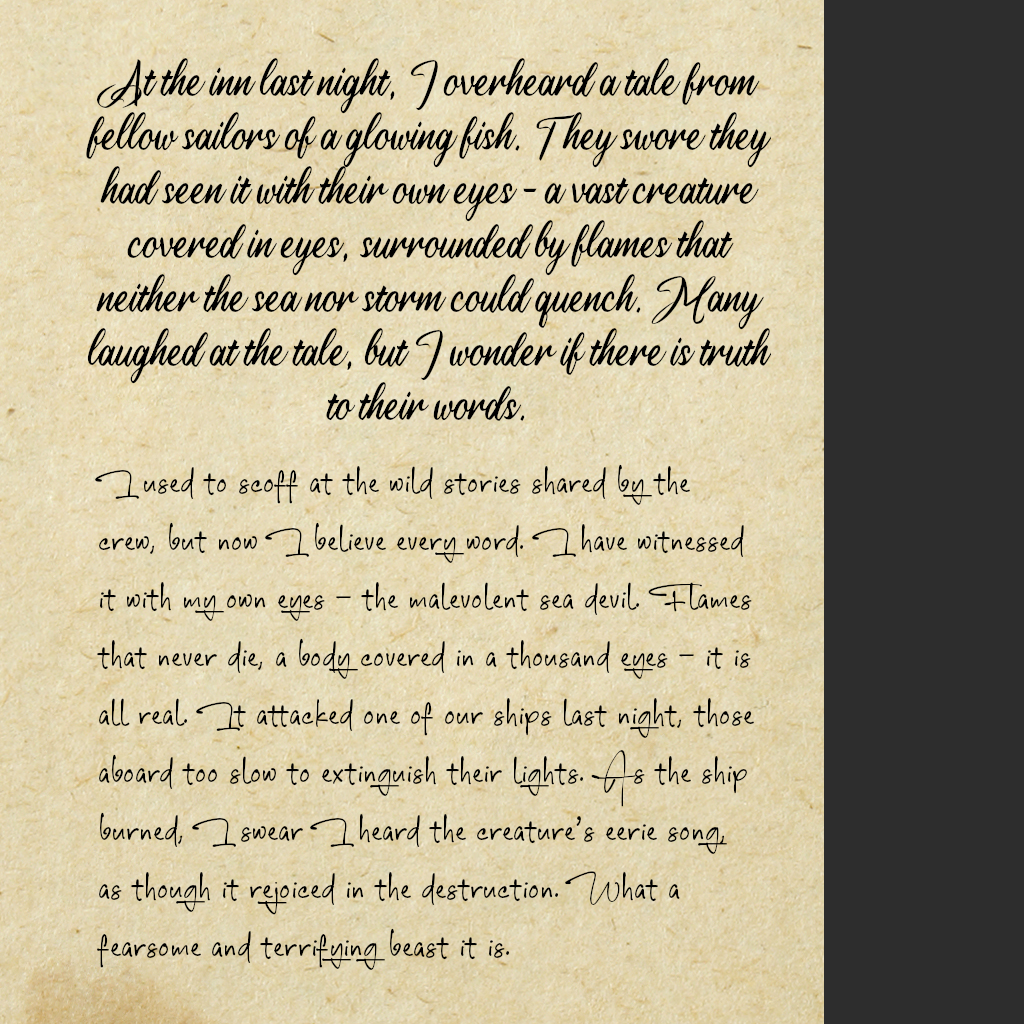 At the inn last night, I overheard a tale from
fellow sailors of a glowing fish. They swore they
had seen it with their own eyes - a vast creature
covered in eyes, surrounded by flames that
neither the sea nor storm could quench. Many
laughed at the tale, but I wonder if there is truth
to their words.
I used to scoff at the wild stories shared by the
crew, but now I believe every word. I have witnessed
it with my own eyes – the malevolent sea devil. Flames
that never die, a body covered in a thousand eyes – it is
all real. It attacked one of our ships last night, those
aboard too slow to extinguish their lights. As the ship
burned, I swear I heard the creature’s eerie song,
as though it rejoiced in the destruction. What a
fearsome and terrifying beast it is.